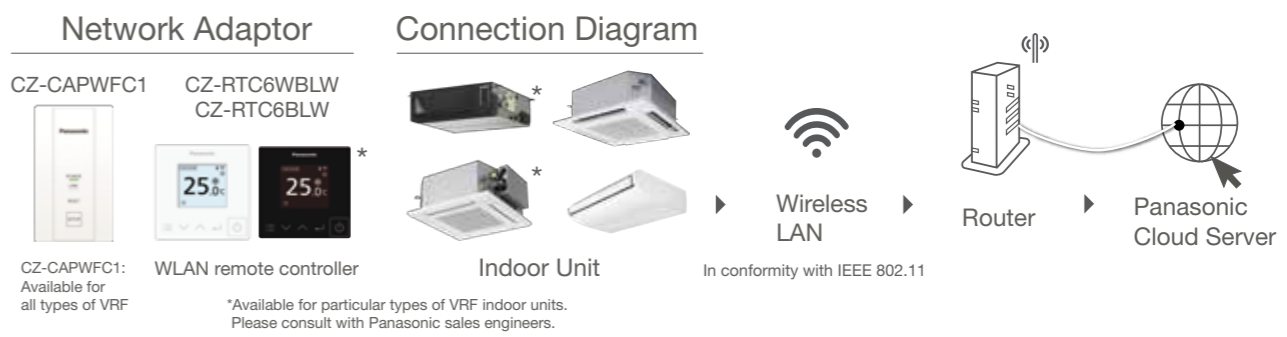 Network Adaptor
Connection Diagram
CZ-CAPWFC1
CZ-RTC6WBLW
CZ-RTC6BLW
*
*
*
Panasonic
Panasonic
Panasonic
25.0c
25.0c
CZ-CAPWFC1:
Available for
all types of VRF
WLAN remote controller
Indoor Unit
Wireless
LAN
In conformity with IEEE 802.11
Router
Panasonic
Cloud Server
*Available for particular types of VRF indoor units.
Please consult with Panasonic sales engineers.